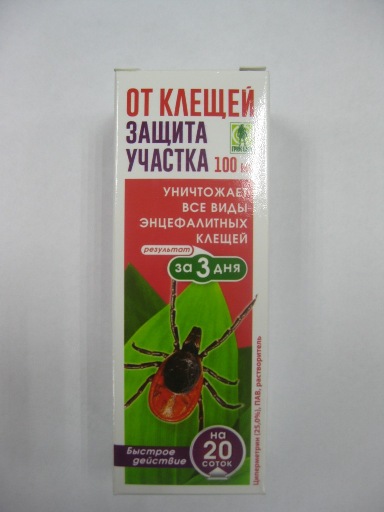 ОТ КЛЕЩЕЙ
ЗАЩИТА
УЧАСТКА 100
УНИЧТОЖАЕТ
ВСЕ ВИДЫ
ЭНЦЕФАЛИТНЫХ
КЛЕЩЕЙ
результат
за 3 дня
Быстрое
действие
на
20
СОТОК
Циперметрин (25,0%), ПАВ, растворитель